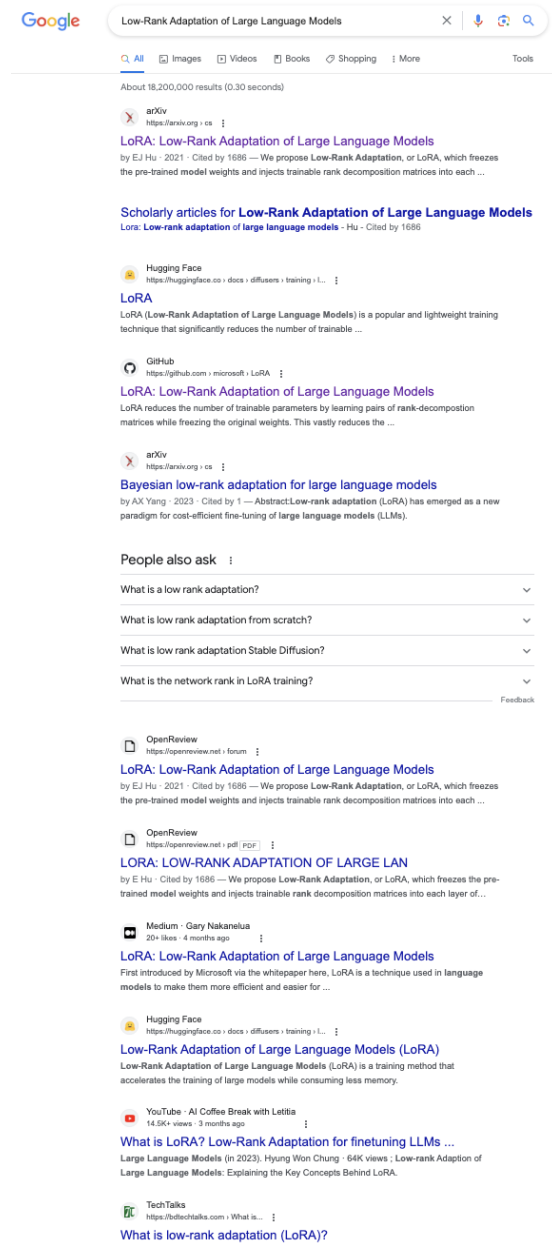 Google
Low-Rank Adaptation of Large Language Models
All Images Videos Books Shopping More Tools
About 18,200,000 results (0.30 seconds)
arXiv
https://arxiv.org › cs
LoRA: Low-Rank Adaptation of Large Language Models
by EJ Hu · 2021 · Cited by 1686 — We propose Low-Rank Adaptation, or LoRA, which freezes
the pre-trained model weights and injects trainable rank decomposition matrices into each ...
Scholarly articles for Low-Rank Adaptation of Large Language Models
Lora: Low-rank adaptation of large language models - Hu - Cited by 1686
Hugging Face
https://huggingface.co › docs › diffusers › training › l...
LoRA
LoRA (Low-Rank Adaptation of Large Language Models) is a popular and lightweight training
technique that significantly reduces the number of trainable ...
GitHub
https://github.com › microsoft › LoRA
LoRA: Low-Rank Adaptation of Large Language Models
LoRA reduces the number of trainable parameters by learning pairs of rank-decompostion
matrices while freezing the original weights. This vastly reduces the ...
arXiv
https://arxiv.org › cs
Bayesian low-rank adaptation for large language models
by AX Yang · 2023 · Cited by 1 — Abstract:Low-rank adaptation (LoRA) has emerged as a new
paradigm for cost-efficient fine-tuning of large language models (LLMs).
People also ask
What is a low rank adaptation?
What is low rank adaptation from scratch?
What is low rank adaptation Stable Diffusion?
What is the network rank in LoRA training?
Feedback
OpenReview
https://openreview.net › forum
LoRA: Low-Rank Adaptation of Large Language Models
by EJ Hu · 2021 · Cited by 1686 — We propose Low-Rank Adaptation, or LoRA, which freezes
the pre-trained model weights and injects trainable rank decomposition matrices into each ...
OpenReview
https://openreview.net › pdf PDF
LORA: LOW-RANK ADAPTATION OF LARGE LAN
by E Hu · Cited by 1686 — We propose Low-Rank Adaptation, or LoRA, which freezes the pre-
trained model weights and injects trainable rank decomposition matrices into each layer of...
Medium · Gary Nakanelua
20+ likes · 4 months ago
LoRA: Low-Rank Adaptation of Large Language Models
First introduced by Microsoft via the whitepaper here, LoRA is a technique used in language
models to make them more efficient and easier for ...
Hugging Face
https://huggingface.co › docs › diffusers › training › l...
Low-Rank Adaptation of Large Language Models (LoRA)
Low-Rank Adaptation of Large Language Models (LoRA) is a training method that
accelerates the training of large models while consuming less memory.
YouTube · AI Coffee Break with Letitia
14.5K+ views · 3 months ago
What is LoRA? Low-Rank Adaptation for finetuning LLMs ...
Large Language Models (in 2023). Hyung Won Chung · 64K views ; Low-rank Adaption of
Large Language Models: Explaining the Key Concepts Behind LoRA.
TechTalks
https://bdtechtalks.com › What is...
What is low-rank adaptation (LoRA)?